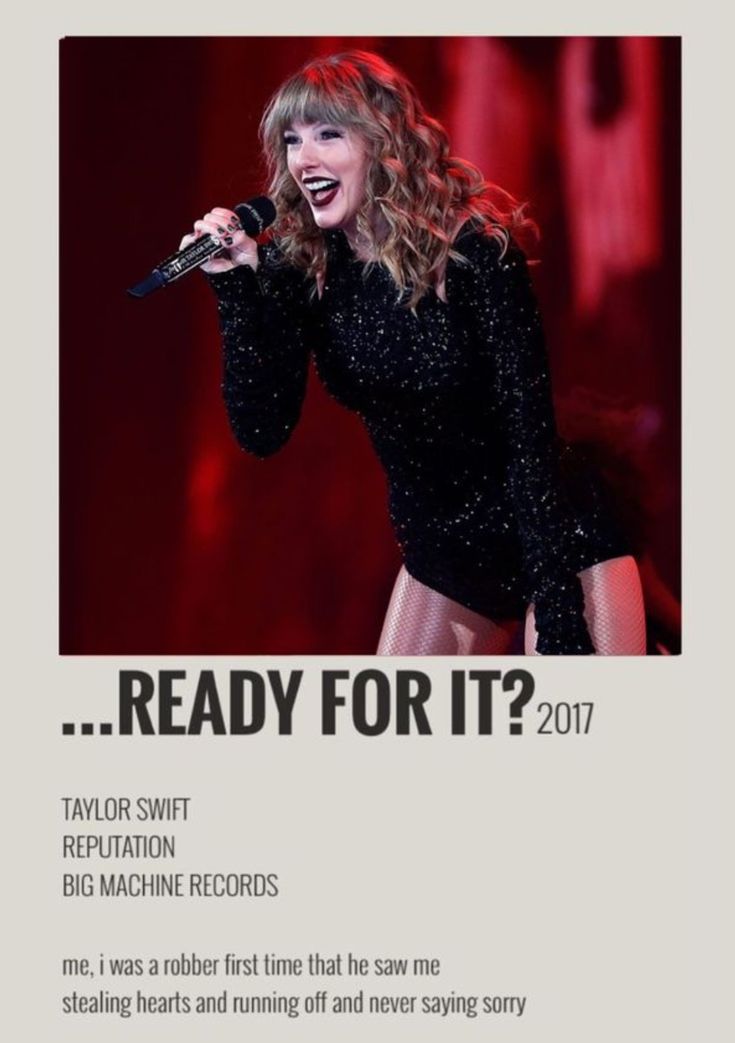 ...READY FOR IT? 2017
TAYLOR SWIFT
REPUTATION
BIG MACHINE RECORDS
me, i was a robber first time that he saw me
stealing hearts and running off and never saying sorry